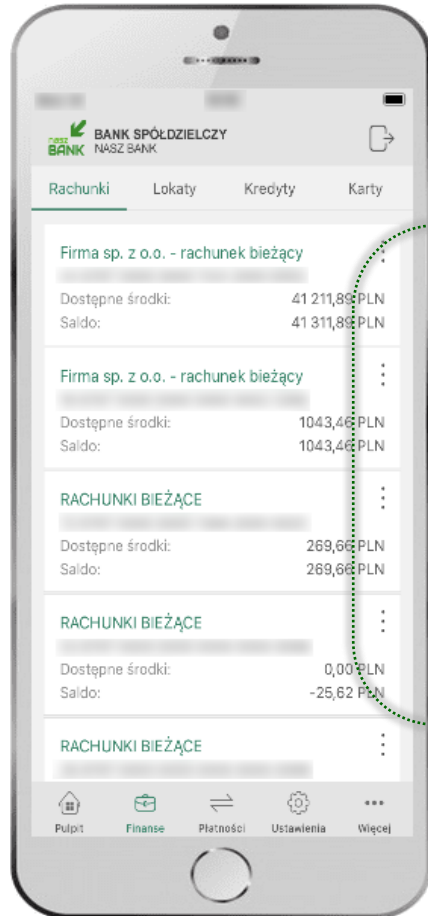 nasz BANK
BANK SPÓŁDZIELCZY
NASZ BANK
Rachunki Lokaty Kredyty Karty
Firma sp. z o.o. - rachunek bieżący
Dostępne środki: 41 211,89 PLN
Saldo: 41 311,89 PLN
Firma sp. z o.o. - rachunek bieżący
Dostępne środki: 1043,46 PLN
Saldo: 1043,46 PLN
RACHUNKI BIEŻĄCE
Dostępne środki: 269,66 PLN
Saldo: 269,66 PLN
RACHUNKI BIEŻĄCE
Dostępne środki: 0,00 PLN
Saldo: -25,62 PLN
RACHUNKI BIEŻĄCE
Pulpit Finanse Płatności Ustawienia Więcej